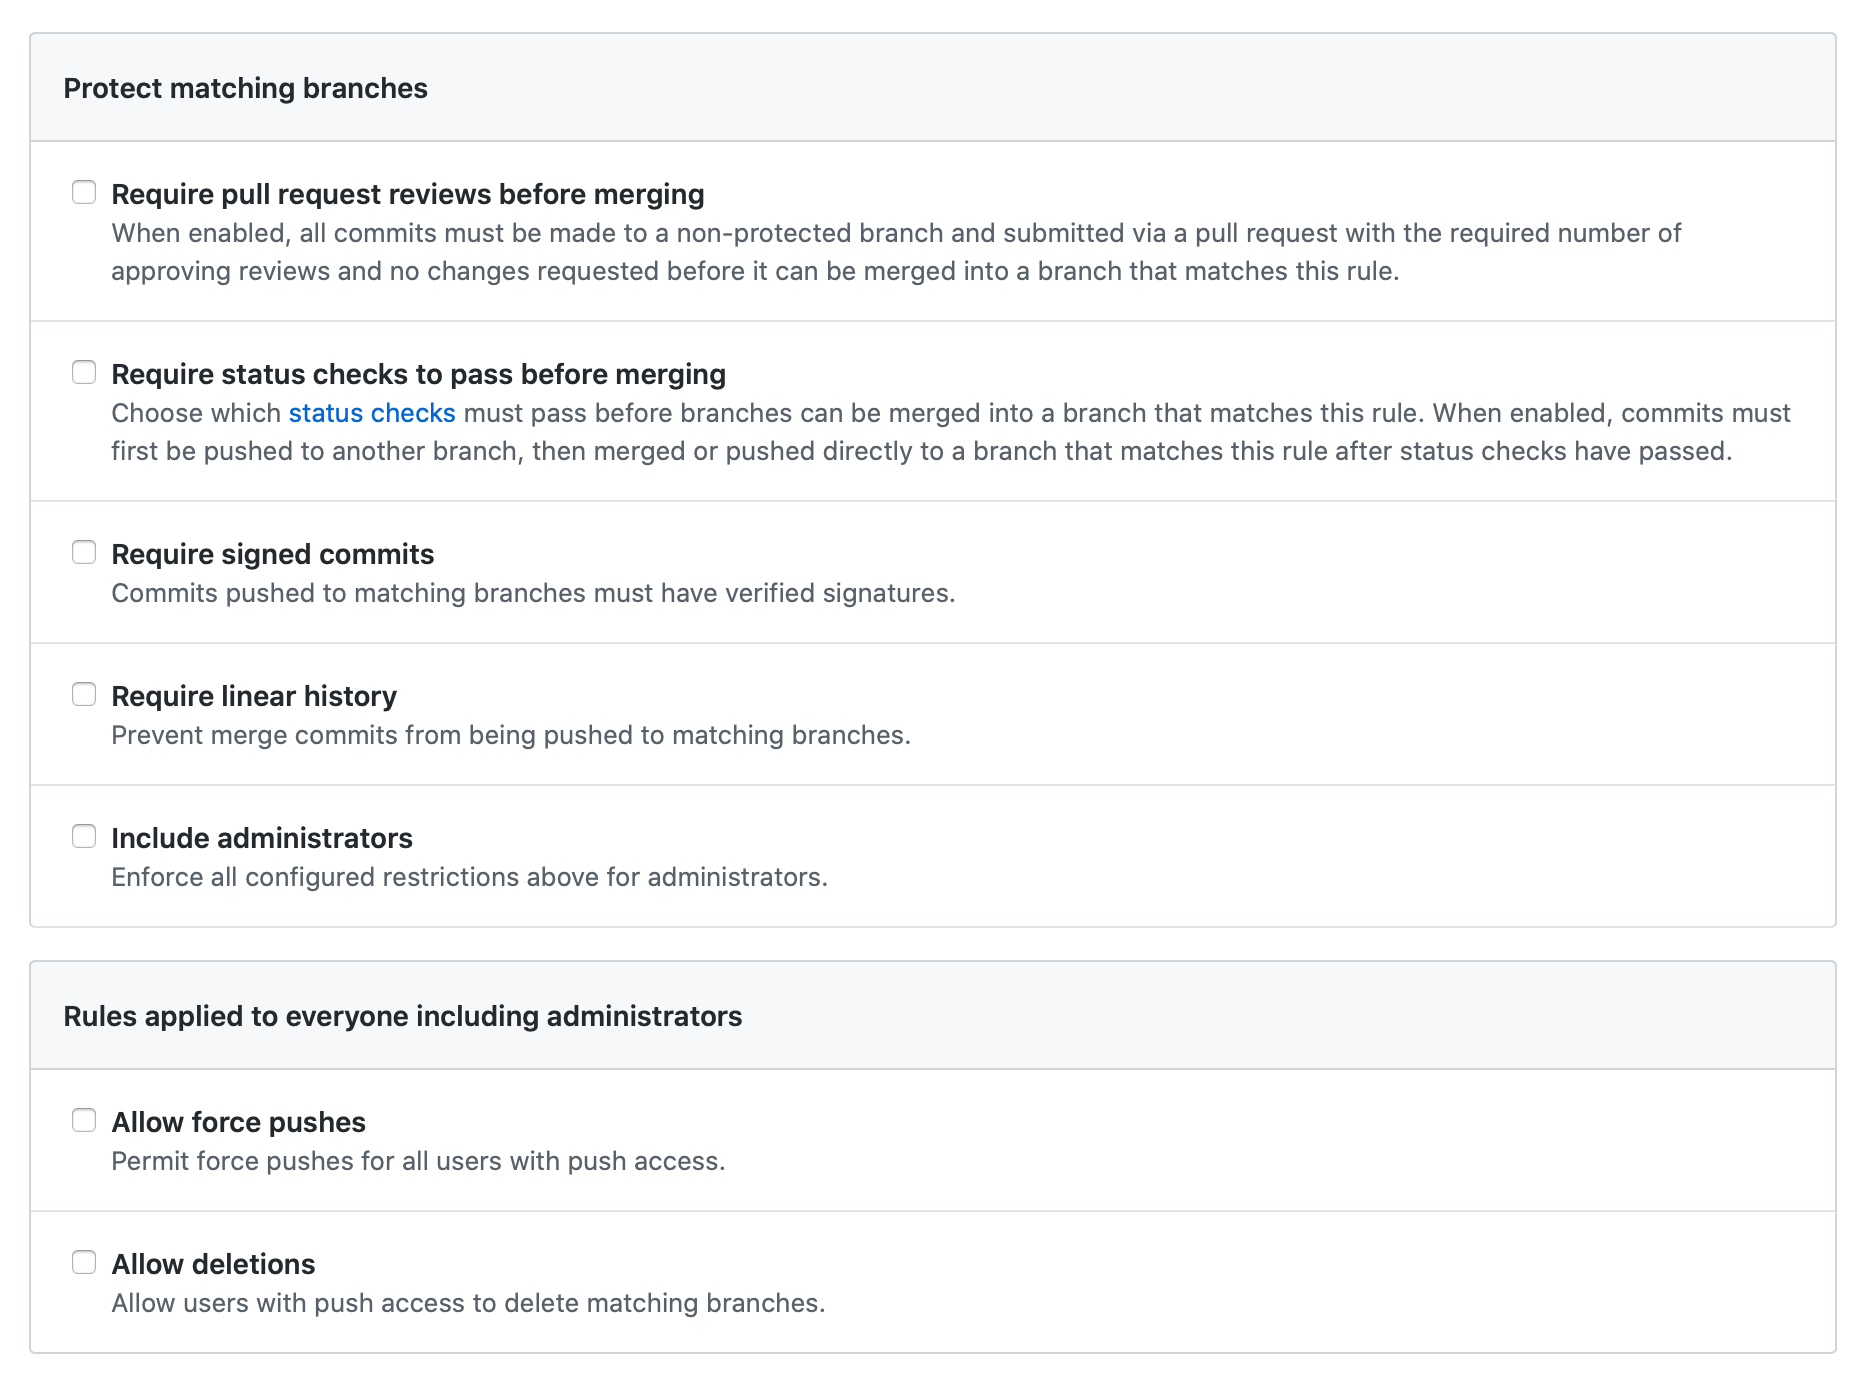 Protect matching branches
Require pull request reviews before merging
When enabled, all commits must be made to a non-protected branch and submitted via a pull request with the required number of
approving reviews and no changes requested before it can be merged into a branch that matches this rule.
Require status checks to pass before merging
Choose which status checks must pass before branches can be merged into a branch that matches this rule. When enabled, commits must
first be pushed to another branch, then merged or pushed directly to a branch that matches this rule after status checks have passed.
Require signed commits
Commits pushed to matching branches must have verified signatures.
Require linear history
Prevent merge commits from being pushed to matching branches.
Include administrators
Enforce all configured restrictions above for administrators.
Rules applied to everyone including administrators
Allow force pushes
Permit force pushes for all users with push access.
Allow deletions
Allow users with push access to delete matching branches.